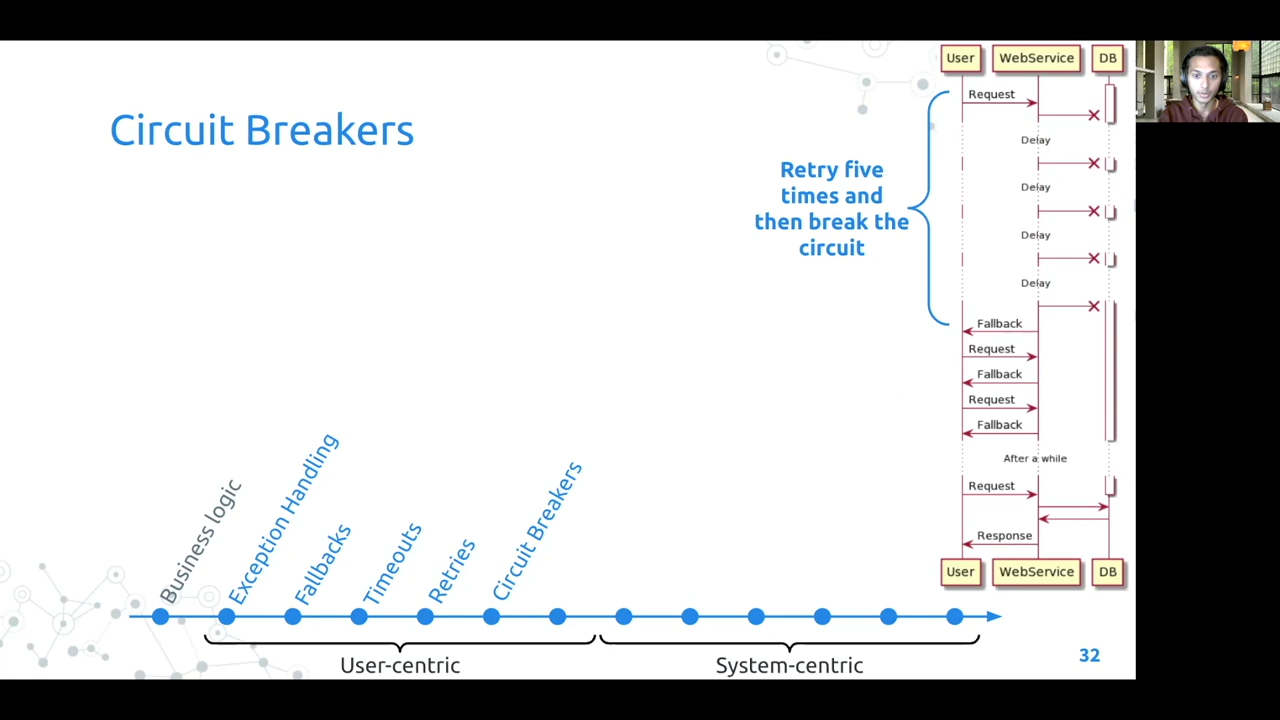 Circuit Breakers
Retry five
times and
then break the
circuit
User
WebService
DB
Request
Delay
Delay
Delay
Delay
Fallback
Request
Fallback
Request
Fallback
After a while
Request
Response
User
WebService
DB
Business logic
Exception Handling
Fallbacks
Timeouts
Retries
Circuit Breakers
User-centric
System-centric
32